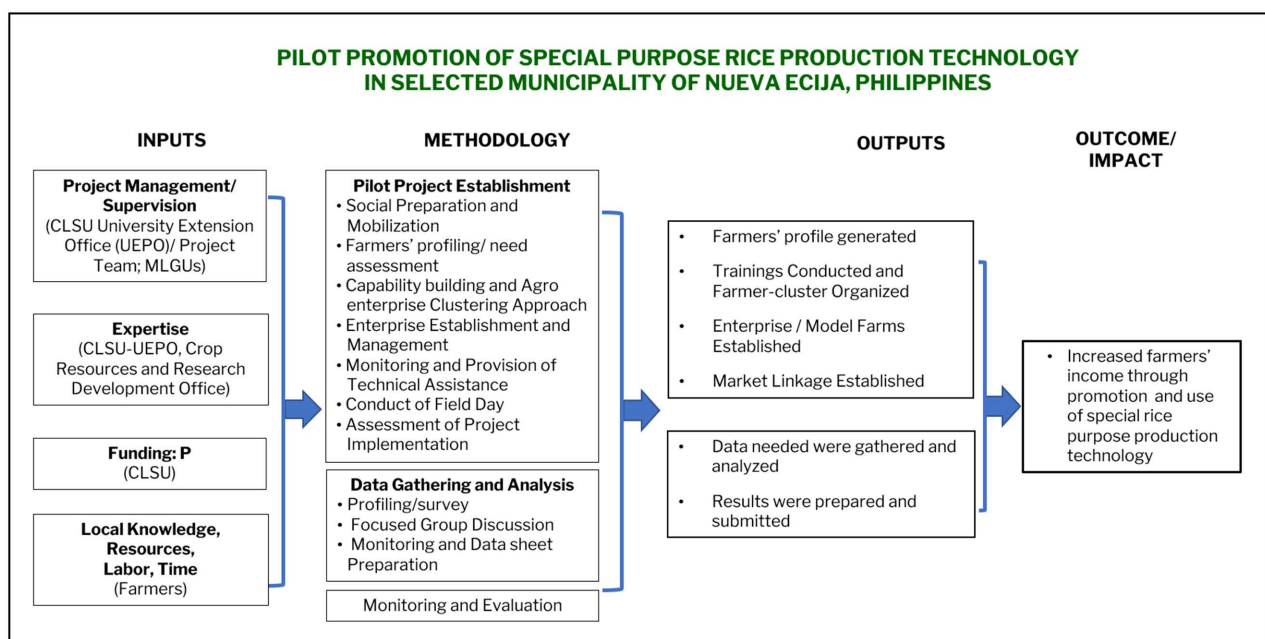 PILOT PROMOTION OF SPECIAL PURPOSE RICE PRODUCTION TECHNOLOGY
IN SELECTED MUNICIPALITY OF NUEVA ECIJA, PHILIPPINES
INPUTS
Project Management/
Supervision
(CLSU University Extension
Office (UEPO)/ Project
Team; MLGUs)
Expertise
(CLSU-UEPO, Crop
Resources and Research
Development Office)
Funding: P
(CLSU)
Local Knowledge,
Resources,
Labor, Time
(Farmers)
METHODOLOGY
Pilot Project Establishment
• Social Preparation and
Mobilization
• Farmers' profiling/ need
assessment
• Capability building and Agro
enterprise Clustering Approach
• Enterprise Establishment and
Management
• Monitoring and Provision of
Technical Assistance
• Conduct of Field Day
• Assessment of Project
Implementation
Data Gathering and Analysis
• Profiling/survey
• Focused Group Discussion
• Monitoring and Data sheet
Preparation
Monitoring and Evaluation
OUTPUTS
• Farmers' profile generated
• Trainings Conducted and
Farmer-cluster Organized
• Enterprise / Model Farms
Established
• Market Linkage Established
• Data needed were gathered and
analyzed
• Results were prepared and
submitted
OUTCOME/
IMPACT
• Increased farmers'
income through
promotion and use
of special rice
purpose production
technology